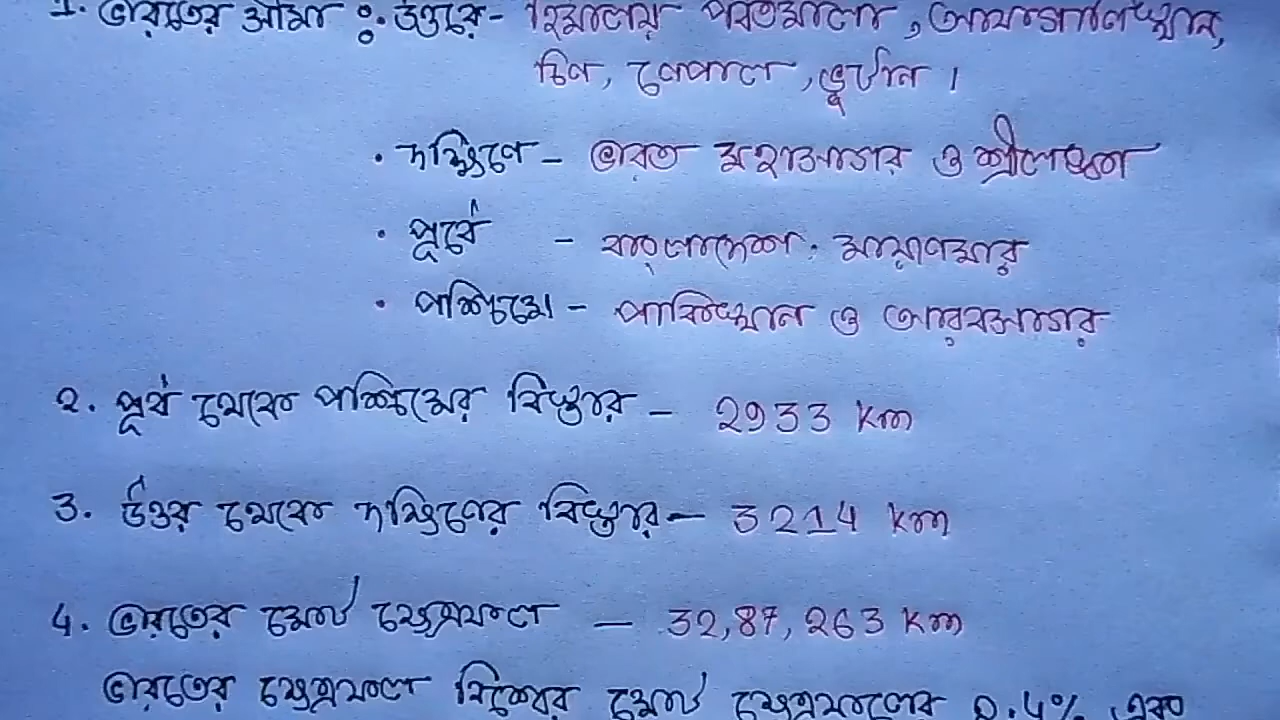 1. ভারতের সীমা ঃ উত্তরে- হিমালয় পর্বতমালা, আফগানিস্থান,
চিন, নেপাল, ভূটান।
• দক্ষিণে - ভারত মহাসাগর ও শ্রীলঙ্কা
• পূর্বে - বাংলাদেশ, মায়ানমার
• পশ্চিমে - পাকিস্থান ও আরবসাগর
২. পূর্ব থেকে পশ্চিমের বিস্তার - 2933 km
3. উত্তর থেকে দক্ষিণের বিস্তার - 3214 km
4. ভারতের মোট ক্ষেত্রফল - 32,87,263 km
ভারতের ক্ষেত্রফল বিশ্বের মোট ক্ষেত্রফলের 2.4% এবং